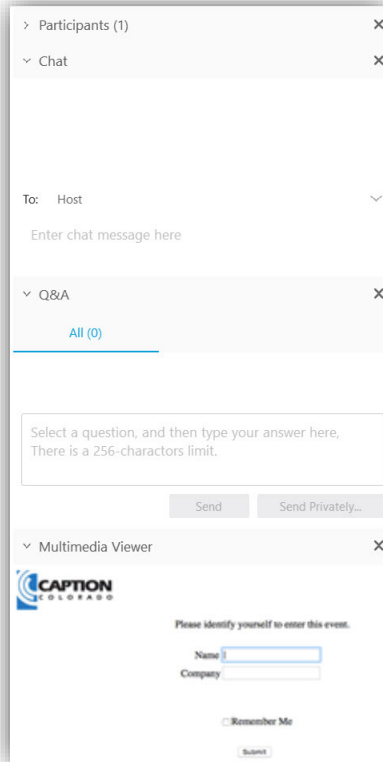 Participants (1)
Chat
To: Host
Enter chat message here
Q&A
All (0)
Select a question, and then type your answer here,
There is a 256-charactors limit.
Send Send Privately...
Multimedia Viewer
CAPTION
COLORADO
Please identify yourself to enter this event.
Name
Company
Remember Me
Submit